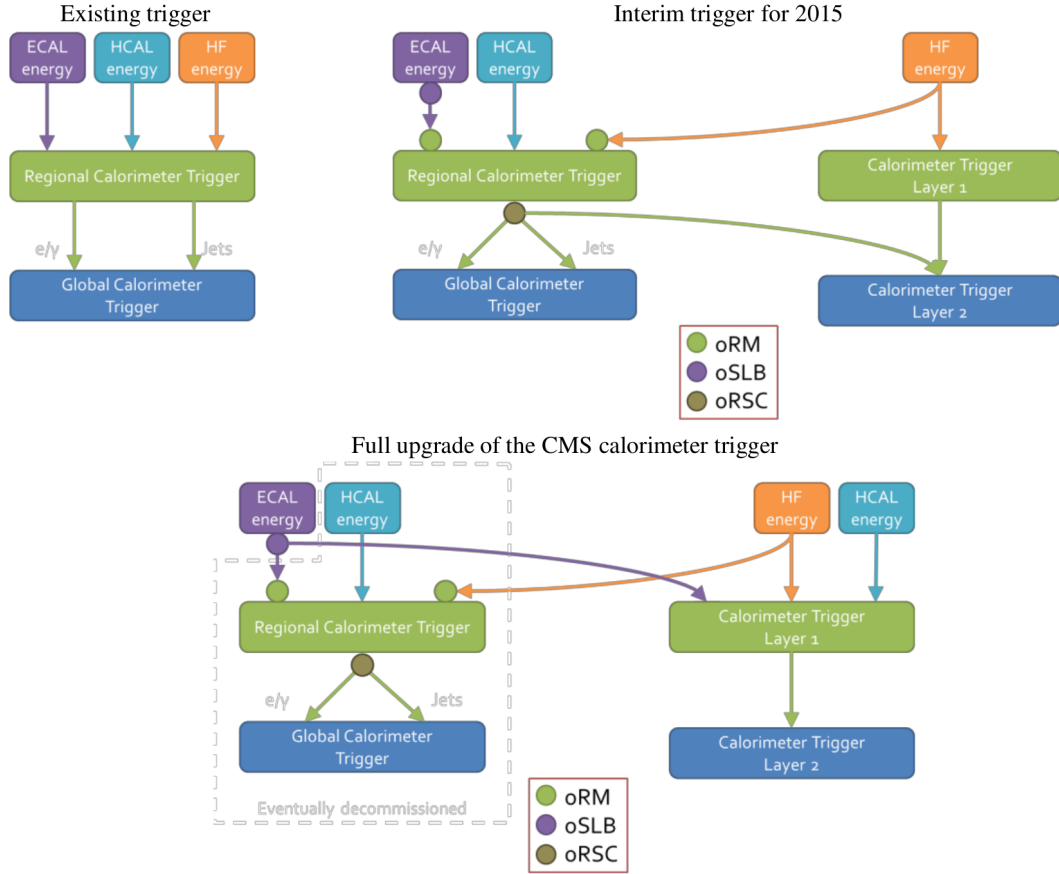 Existing trigger
ECAL
energy
HCAL
energy
HF
energy
Regional Calorimeter Trigger
e/γ
Jets
Global Calorimeter
Trigger
Interim trigger for 2015
ECAL
energy
HCAL
energy
HF
energy
Regional Calorimeter Trigger
Calorimeter Trigger
Layer 1
e/γ
Jets
Global Calorimeter
Trigger
Calorimeter Trigger
Layer 2
oRM
oSLB
oRSC
Full upgrade of the CMS calorimeter trigger
ECAL
energy
HCAL
energy
HF
energy
HCAL
energy
Regional Calorimeter Trigger
Calorimeter Trigger
Layer 1
e/γ
Jets
Global Calorimeter
Trigger
Calorimeter Trigger
Layer 2
Eventually decommissioned
oRM
oSLB
oRSC